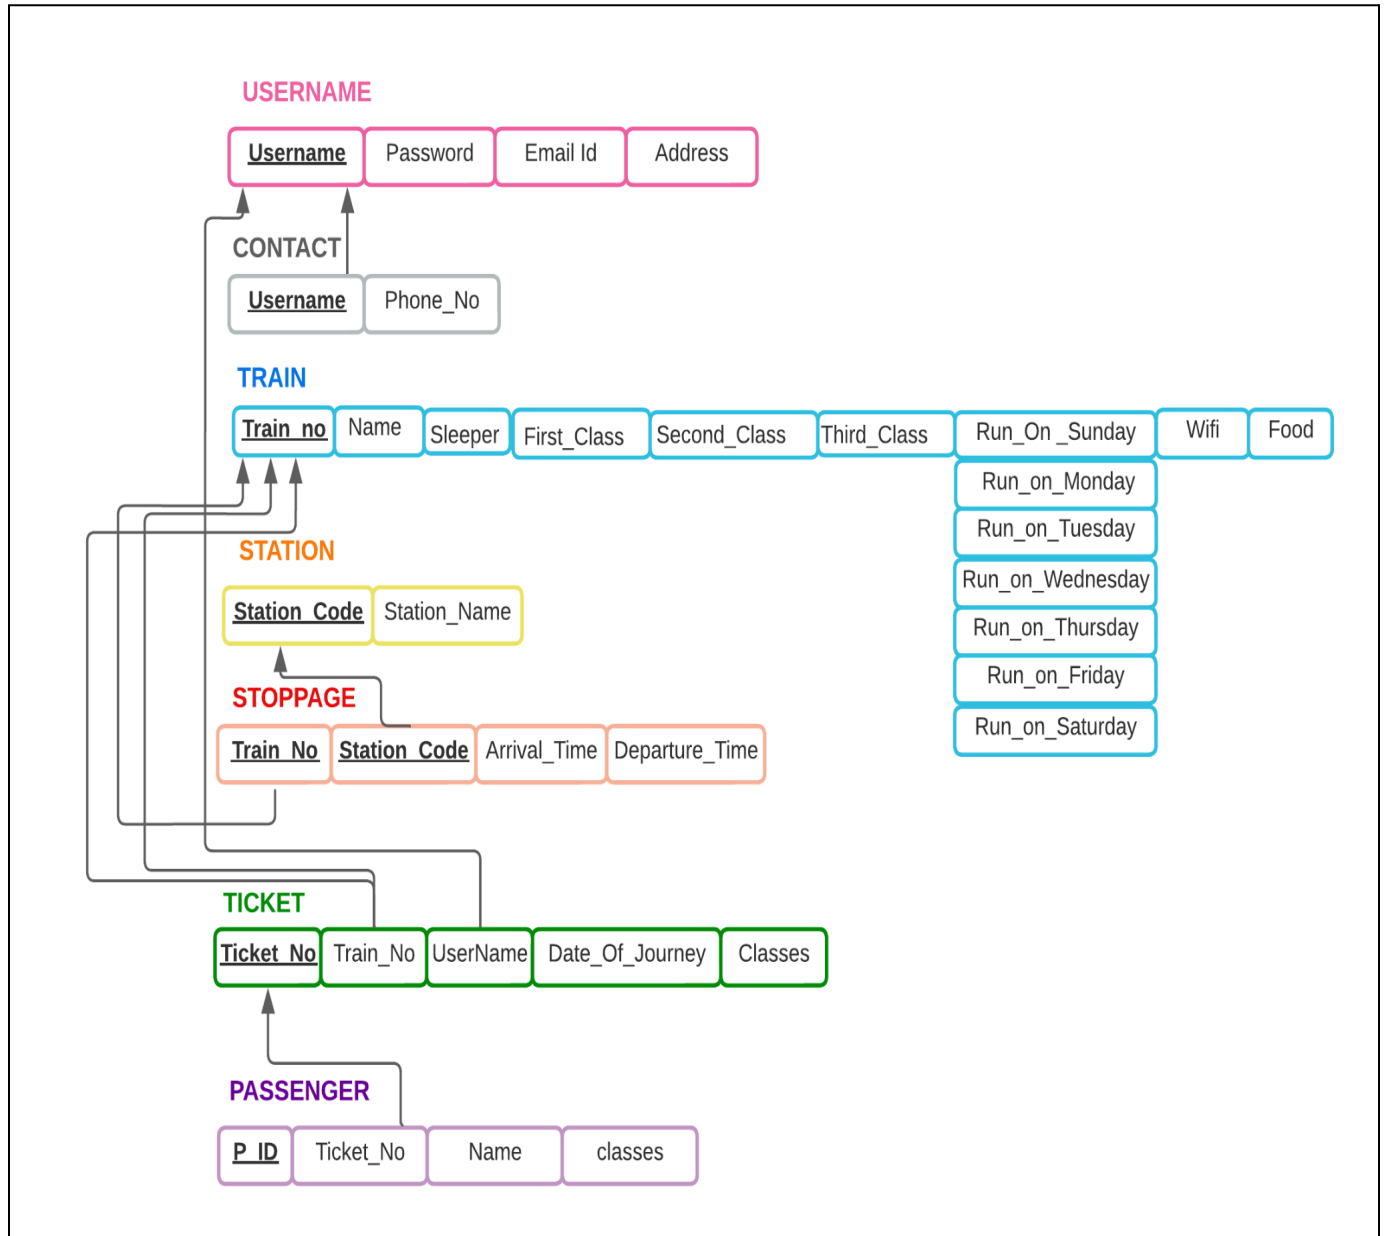 USERNAME
Username Password Email Id Address
CONTACT
Username Phone_No
TRAIN
Train_no Name Sleeper First_Class Second_Class Third_Class Run_On _Sunday Wifi Food
Run_on_Monday
Run_on_Tuesday
Run_on_Wednesday
Run_on_Thursday
Run_on_Friday
Run_on_Saturday
STATION
Station_Code Station_Name
STOPPAGE
Train_No Station_Code Arrival_Time Departure_Time
TICKET
Ticket_No Train_No UserName Date_Of_Journey Classes
PASSENGER
P_ID Ticket_No Name classes